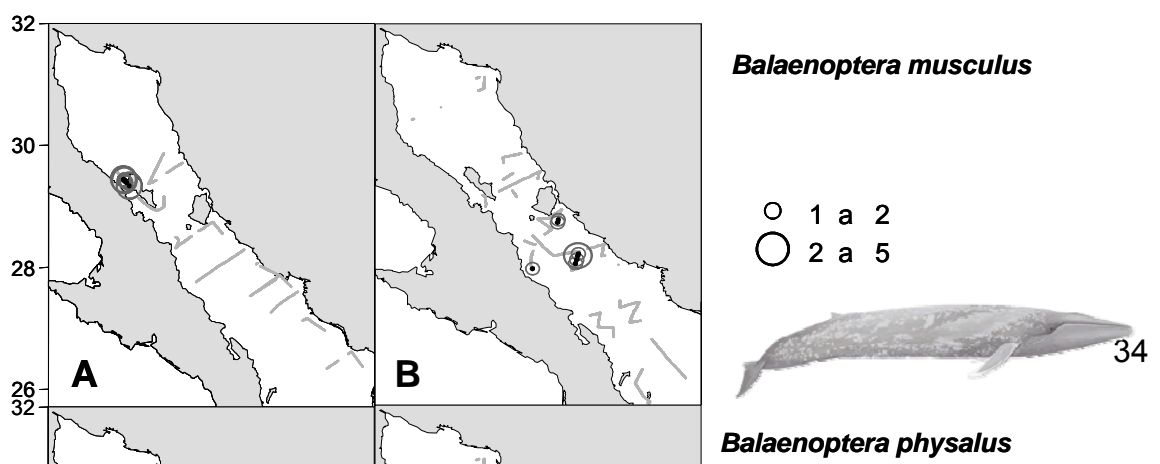 32
Balaenoptera musculus
30
1 a 2
2 a 5
28
34
A
B
26
32
Balaenoptera physalus